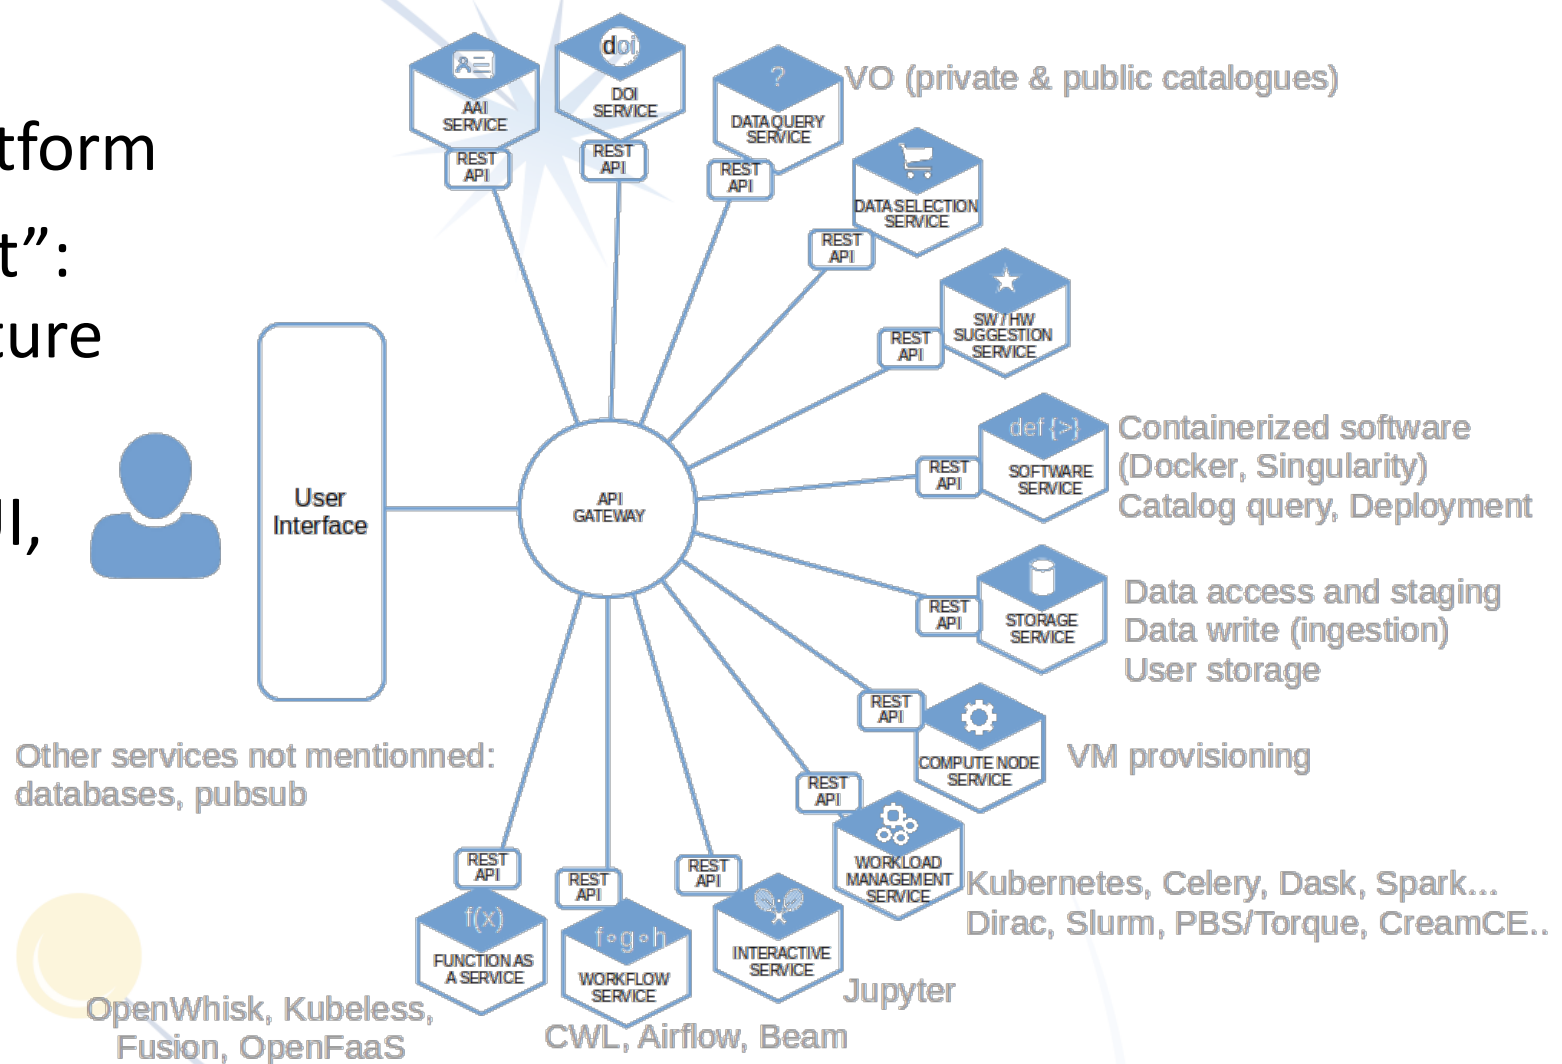 tform
t”:
ture
JI,
AAI
SERVICE
REST
API
doi
DOI
SERVICE
REST
API
?
DATA QUERY
SERVICE
REST
API
VO (private & public catalogues)
DATA SELECTION
SERVICE
REST
API
SW / HW
SUGGESTION
SERVICE
REST
API
def {>}
SOFTWARE
SERVICE
REST
API
Containerized software
(Docker, Singularity)
Catalog query, Deployment
User
Interface
API
GATEWAY
STORAGE
SERVICE
REST
API
Data access and staging
Data write (ingestion)
User storage
COMPUTE NODE
SERVICE
REST
API
VM provisioning
Other services not mentionned:
databases, pubsub
WORKLOAD
MANAGEMENT
SERVICE
REST
API
Kubernetes, Celery, Dask, Spark...
Dirac, Slurm, PBS/Torque, CreamCE..
REST
API
INTERACTIVE
SERVICE
Jupyter
REST
API
f∘g∘h
WORKFLOW
SERVICE
CWL, Airflow, Beam
REST
API
f(x)
FUNCTION AS
A SERVICE
OpenWhisk, Kubeless,
Fusion, OpenFaaS